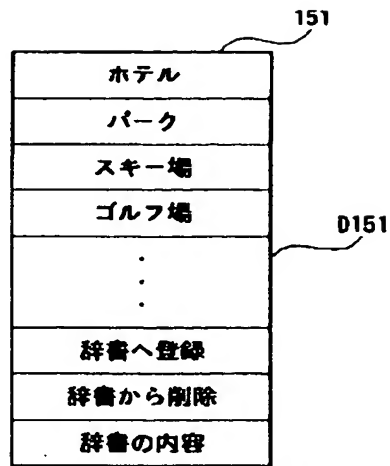 151
ホテル
パーク
スキー場
ゴルフ場
D151
・
・
・
辞書へ登録
辞書から削除
辞書の内容